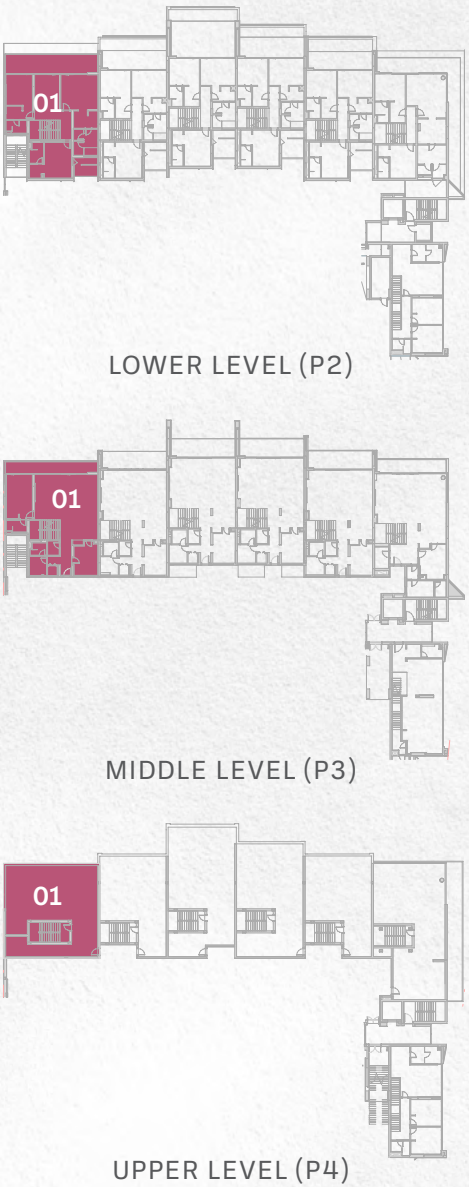 01
LOWER LEVEL (P2)
01
MIDDLE LEVEL (P3)
01
UPPER LEVEL (P4)